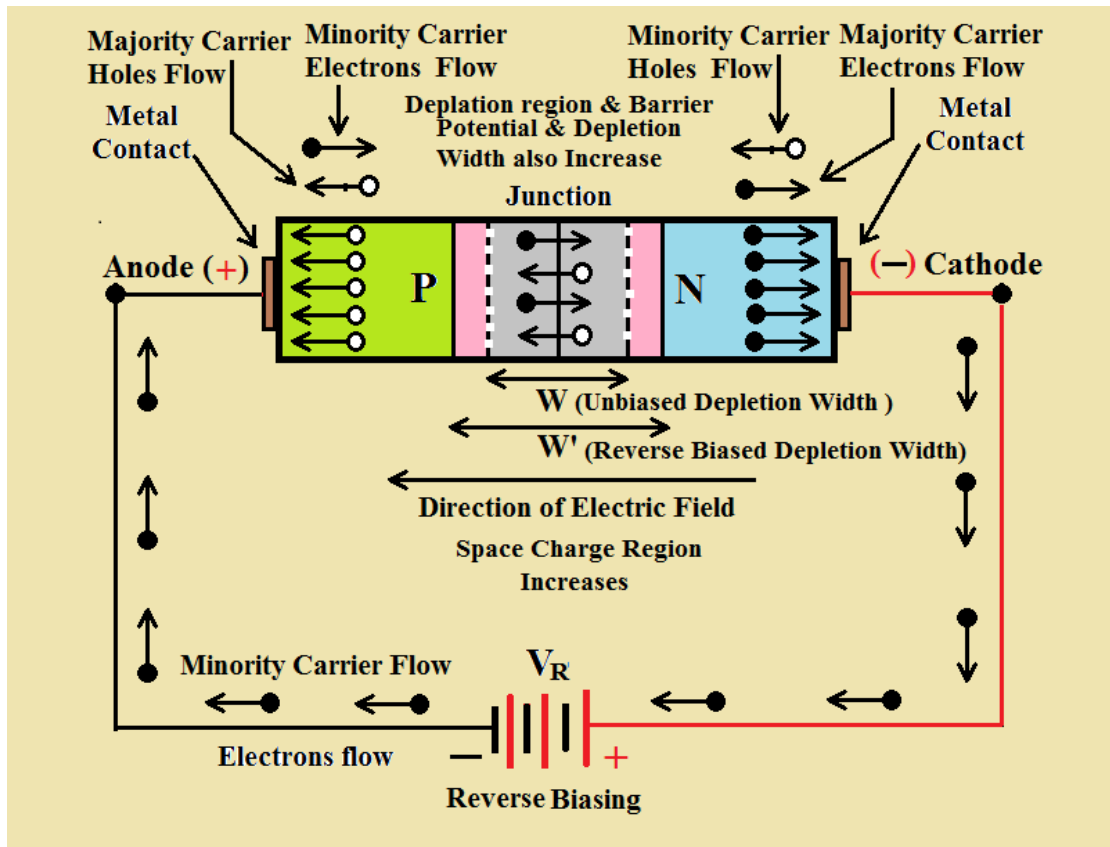 Majority Carrier
Holes Flow
Minority Carrier
Electrons Flow
Minority Carrier
Holes Flow
Majority Carrier
Electrons Flow
Metal
Contact
Deplation region & Barrier
Potential & Depletion
Width also Increase
Metal
Contact
Junction
Anode (+)
P
N
(−) Cathode
W (Unbiased Depletion Width )
W' (Reverse Biased Depletion Width)
Direction of Electric Field
Space Charge Region
Increases
Minority Carrier Flow
VR
Electrons flow
− +
Reverse Biasing